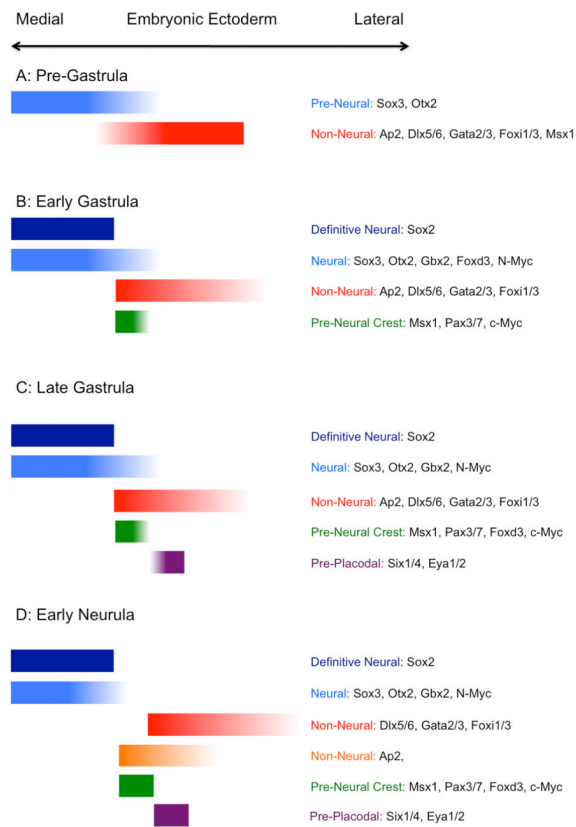 Medial Embryonic Ectoderm Lateral
A: Pre-Gastrula
Pre-Neural: Sox3, Otx2
Non-Neural: Ap2, Dlx5/6, Gata2/3, Foxi1/3, Msx1
B: Early Gastrula
Definitive Neural: Sox2
Neural: Sox3, Otx2, Gbx2, Foxd3, N-Myc
Non-Neural: Ap2, Dlx5/6, Gata2/3, Foxi1/3
Pre-Neural Crest: Msx1, Pax3/7, c-Myc
C: Late Gastrula
Definitive Neural: Sox2
Neural: Sox3, Otx2, Gbx2, N-Myc
Non-Neural: Ap2, Dlx5/6, Gata2/3, Foxi1/3
Pre-Neural Crest: Msx1, Pax3/7, Foxd3, c-Myc
Pre-Placodal: Six1/4, Eya1/2
D: Early Neurula
Definitive Neural: Sox2
Neural: Sox3, Otx2, Gbx2, N-Myc
Non-Neural: Dlx5/6, Gata2/3, Foxi1/3
Non-Neural: Ap2,
Pre-Neural Crest: Msx1, Pax3/7, Foxd3, c-Myc
Pre-Placodal: Six1/4, Eya1/2